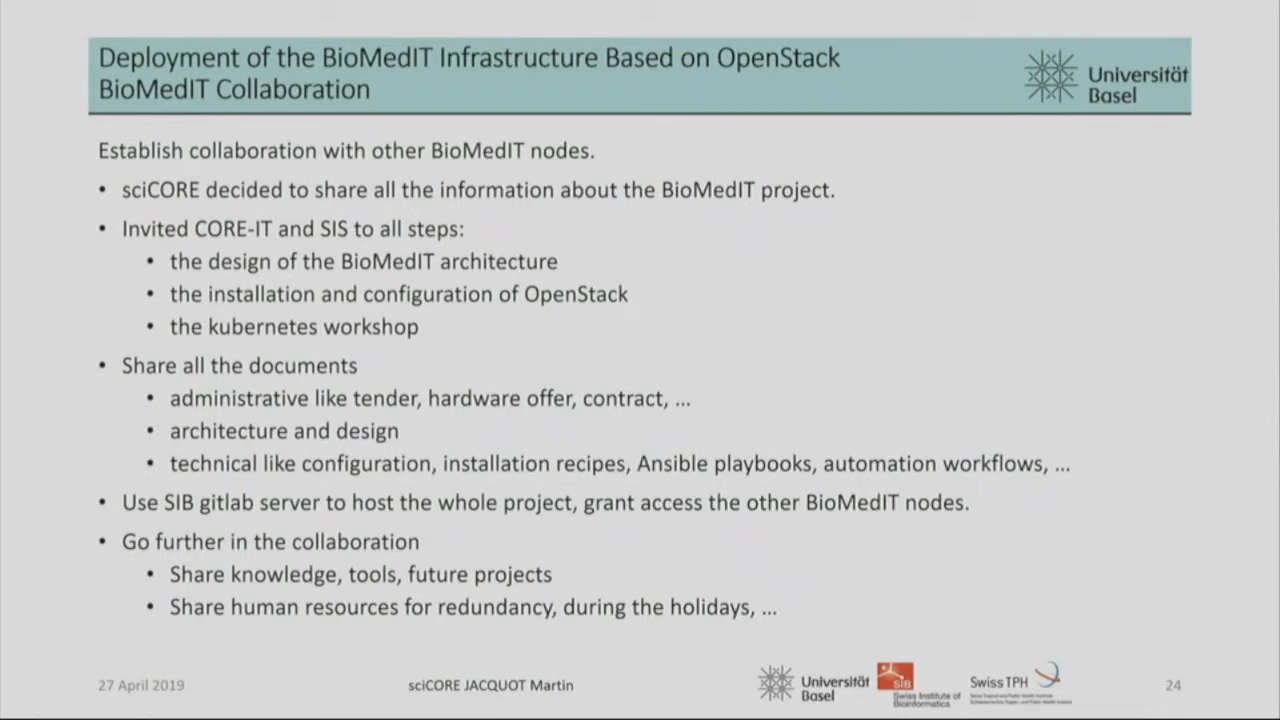 Deployment of the BioMedIT Infrastructure Based on OpenStack
BioMedIT Collaboration
Universität
Basel
Establish collaboration with other BioMedIT nodes.
• sciCORE decided to share all the information about the BioMedIT project.
• Invited CORE-IT and SIS to all steps:
• the design of the BioMedIT architecture
• the installation and configuration of OpenStack
• the kubernetes workshop
• Share all the documents
• administrative like tender, hardware offer, contract, ...
• architecture and design
• technical like configuration, installation recipes, Ansible playbooks, automation workflows, ...
• Use SIB gitlab server to host the whole project, grant access the other BioMedIT nodes.
• Go further in the collaboration
• Share knowledge, tools, future projects
• Share human resources for redundancy, during the holidays, ...
27 April 2019
sciCORE JACQUOT Martin
Universität
Basel
SIB
Swiss Institute of
Bioinformatics
Swiss TPH
24